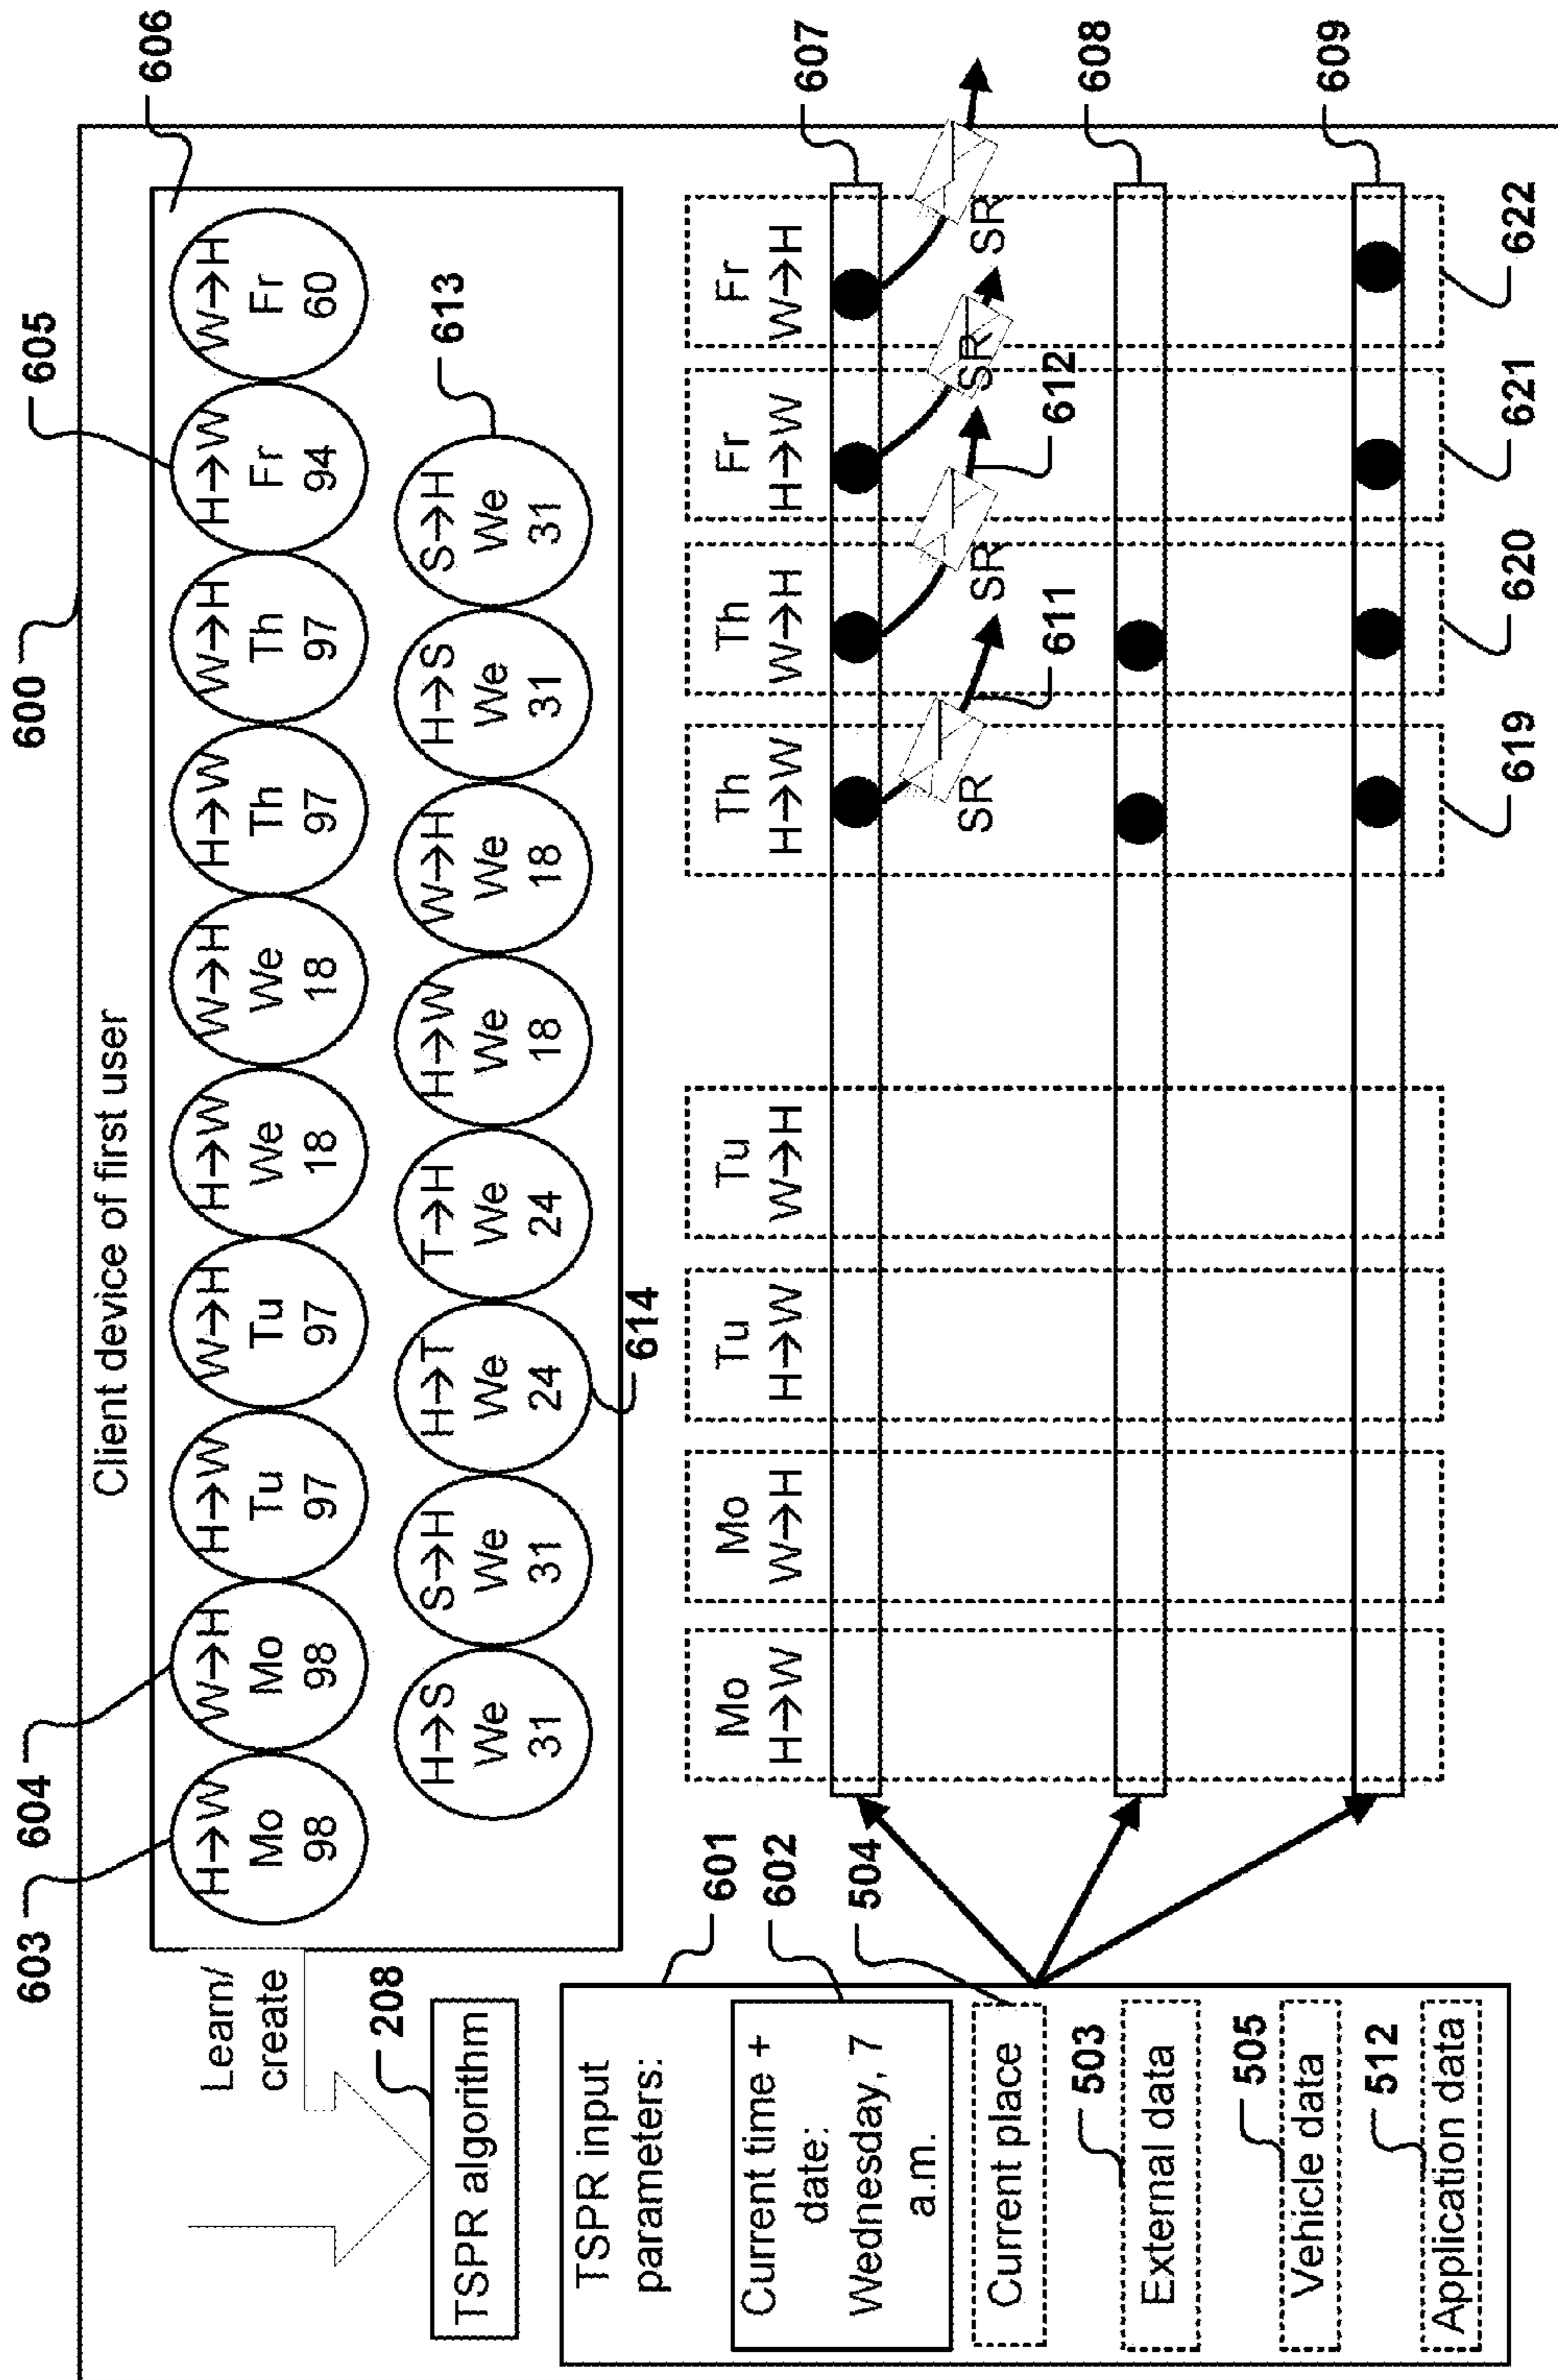 600
603
604
605
606
Client device of first user
H→W
Mo
98
W→H
Mo
98
H→W
Tu
97
W→H
Tu
97
H→W
We
18
W→H
We
18
H→W
Th
97
W→H
Th
97
H→W
Fr
94
W→H
Fr
60
H→S
We
31
S→H
We
31
H→T
We
24
T→H
We
24
H→W
We
18
W→H
We
18
H→S
We
31
S→H
We
31
613
614
Learn/
create
208
TSPR algorithm
601
TSPR input
parameters:
602
Current time +
date:
Wednesday, 7
a.m.
504
Current place
503
External data
505
Vehicle data
512
Application data
Mo
H→W
Mo
W→H
Tu
H→W
Tu
W→H
Th
H→W
Th
W→H
Fr
H→W
Fr
W→H
607
SR
SR
SR
SR
611
612
608
609
619
620
621
622